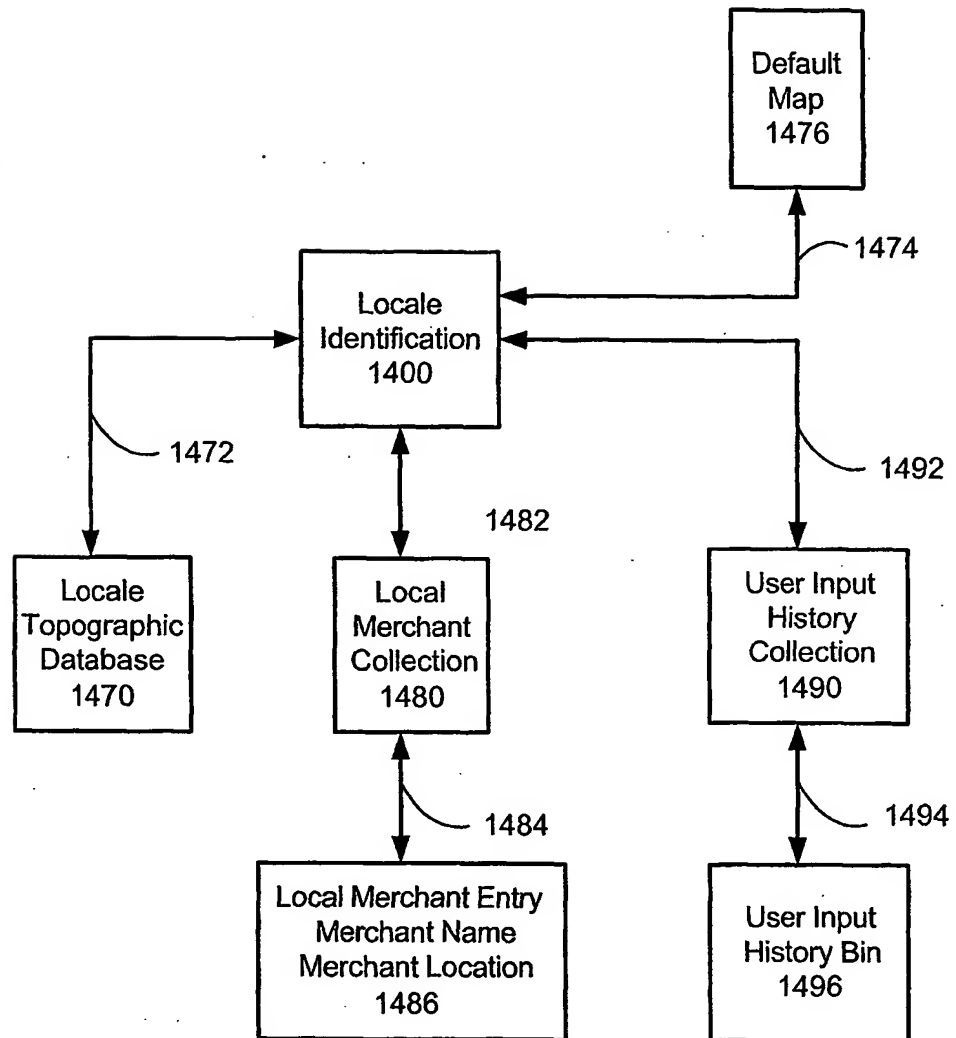 Default
Map
1476
1474
Locale
Identification
1400
1472
1492
1482
Locale
Topographic
Database
1470
Local
Merchant
Collection
1480
User Input
History
Collection
1490
1484
1494
Local Merchant Entry
Merchant Name
Merchant Location
1486
User Input
History Bin
1496